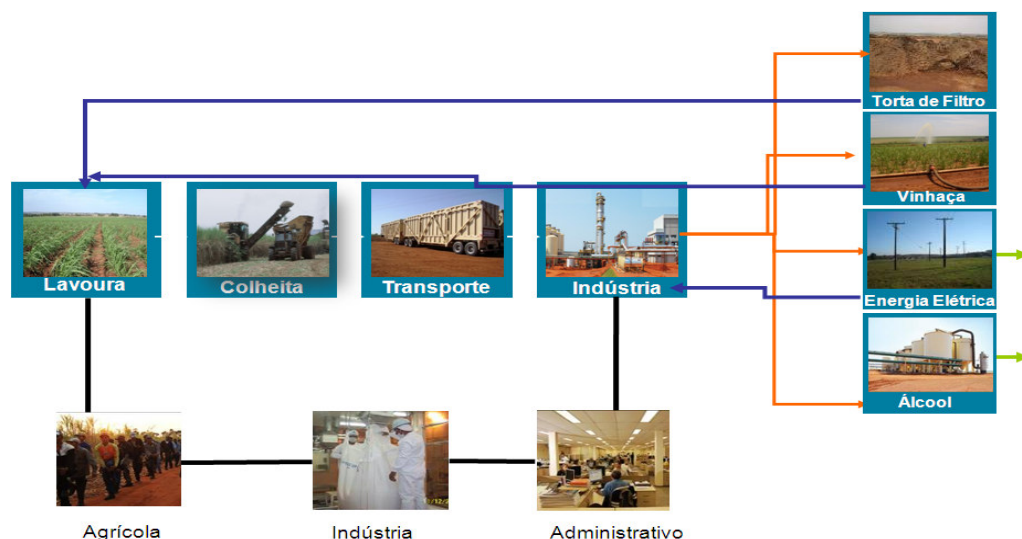 Torta de Filtro
Vinhaça
Lavoura
Colheita
Transporte
Indústria
Energia Elétrica
Álcool
Agrícola
Indústria
Administrativo